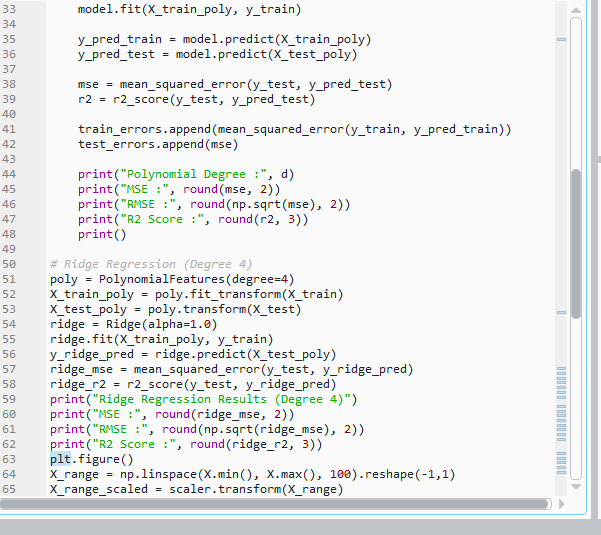 33 model.fit(X_train_poly, y_train)
34
35 y_pred_train = model.predict(X_train_poly)
36 y_pred_test = model.predict(X_test_poly)
37
38 mse = mean_squared_error(y_test, y_pred_test)
39 r2 = r2_score(y_test, y_pred_test)
40
41 train_errors.append(mean_squared_error(y_train, y_pred_train))
42 test_errors.append(mse)
43
44 print("Polynomial Degree :", d)
45 print("MSE :", round(mse, 2))
46 print("RMSE :", round(np.sqrt(mse), 2))
47 print("R2 Score :", round(r2, 3))
48 print()
49
50 # Ridge Regression (Degree 4)
51 poly = PolynomialFeatures(degree=4)
52 X_train_poly = poly.fit_transform(X_train)
53 X_test_poly = poly.transform(X_test)
54 ridge = Ridge(alpha=1.0)
55 ridge.fit(X_train_poly, y_train)
56 y_ridge_pred = ridge.predict(X_test_poly)
57 ridge_mse = mean_squared_error(y_test, y_ridge_pred)
58 ridge_r2 = r2_score(y_test, y_ridge_pred)
59 print("Ridge Regression Results (Degree 4)")
60 print("MSE :", round(ridge_mse, 2))
61 print("RMSE :", round(np.sqrt(ridge_mse), 2))
62 print("R2 Score :", round(ridge_r2, 3))
63 plt.figure()
64 X_range = np.linspace(X.min(), X.max(), 100).reshape(-1,1)
65 X_range_scaled = scaler.transform(X_range)